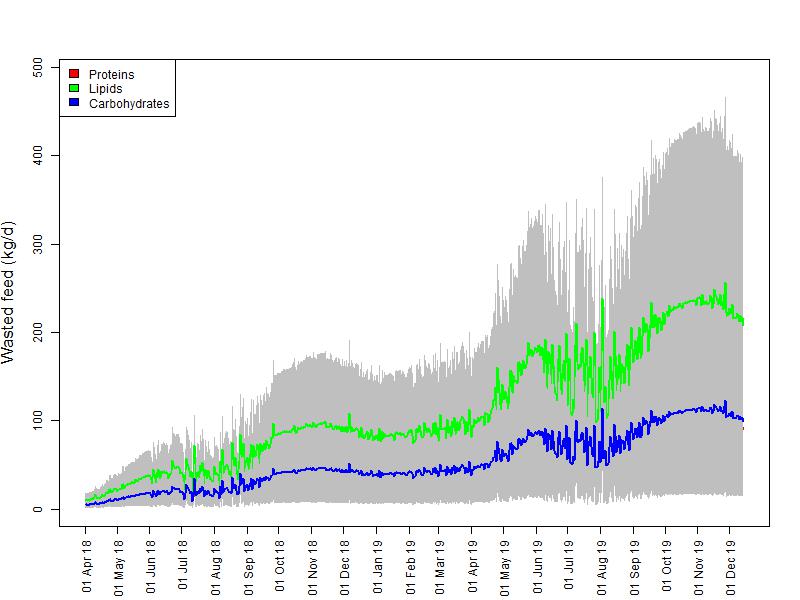 Proteins
Lipids
Carbohydrates
Wasted feed (kg/d)
500
400
300
200
100
0
01 Apr 18
01 May 18
01 Jun 18
01 Jul 18
01 Aug 18
01 Sep 18
01 Oct 18
01 Nov 18
01 Dec 18
01 Jan 19
01 Feb 19
01 Mar 19
01 Apr 19
01 May 19
01 Jun 19
01 Jul 19
01 Aug 19
01 Sep 19
01 Oct 19
01 Nov 19
01 Dec 19